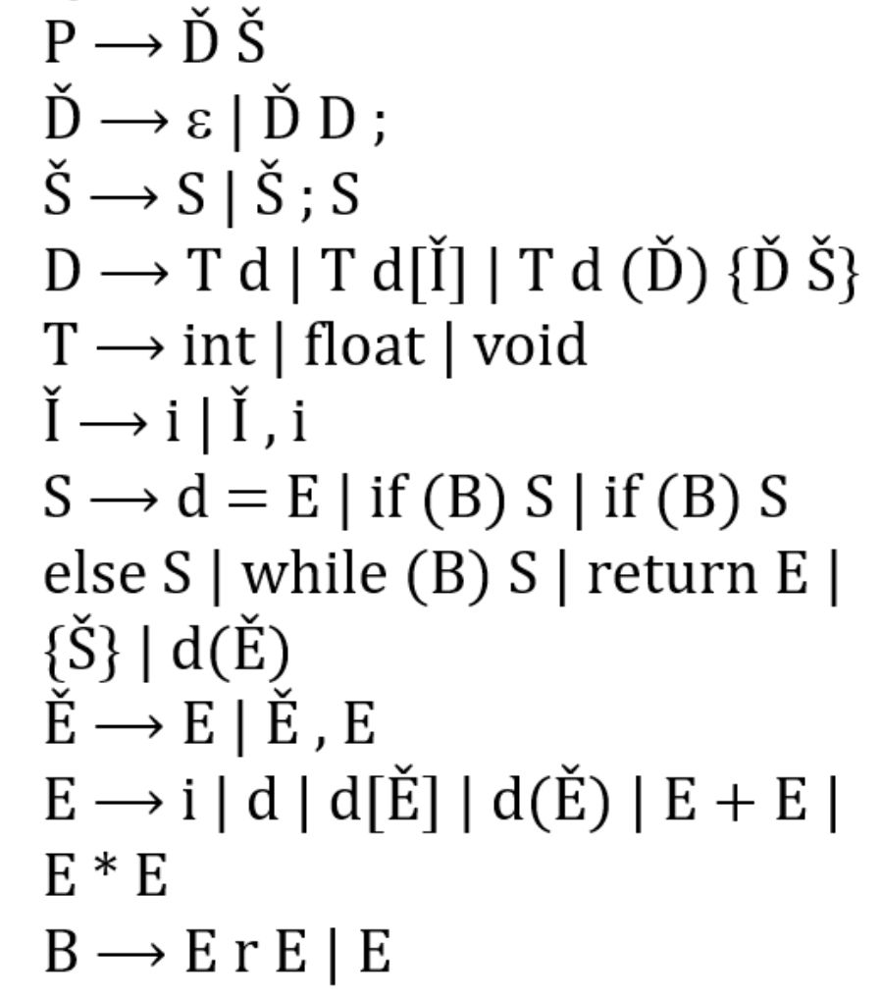 P ⟶ Ď Š
Ď ⟶ ε | Ď D ;
Š ⟶ S | Š ; S
D ⟶ T d | T d[Ǐ] | T d (Ď) {Ď Š}
T ⟶ int | float | void
Ǐ ⟶ i | Ǐ , i
S ⟶ d = E | if (B) S | if (B) S
else S | while (B) S | return E |
{Š} | d(Ě)
Ě ⟶ E | Ě , E
E ⟶ i | d | d[Ě] | d(Ě) | E + E |
E * E
B ⟶ E r E | E